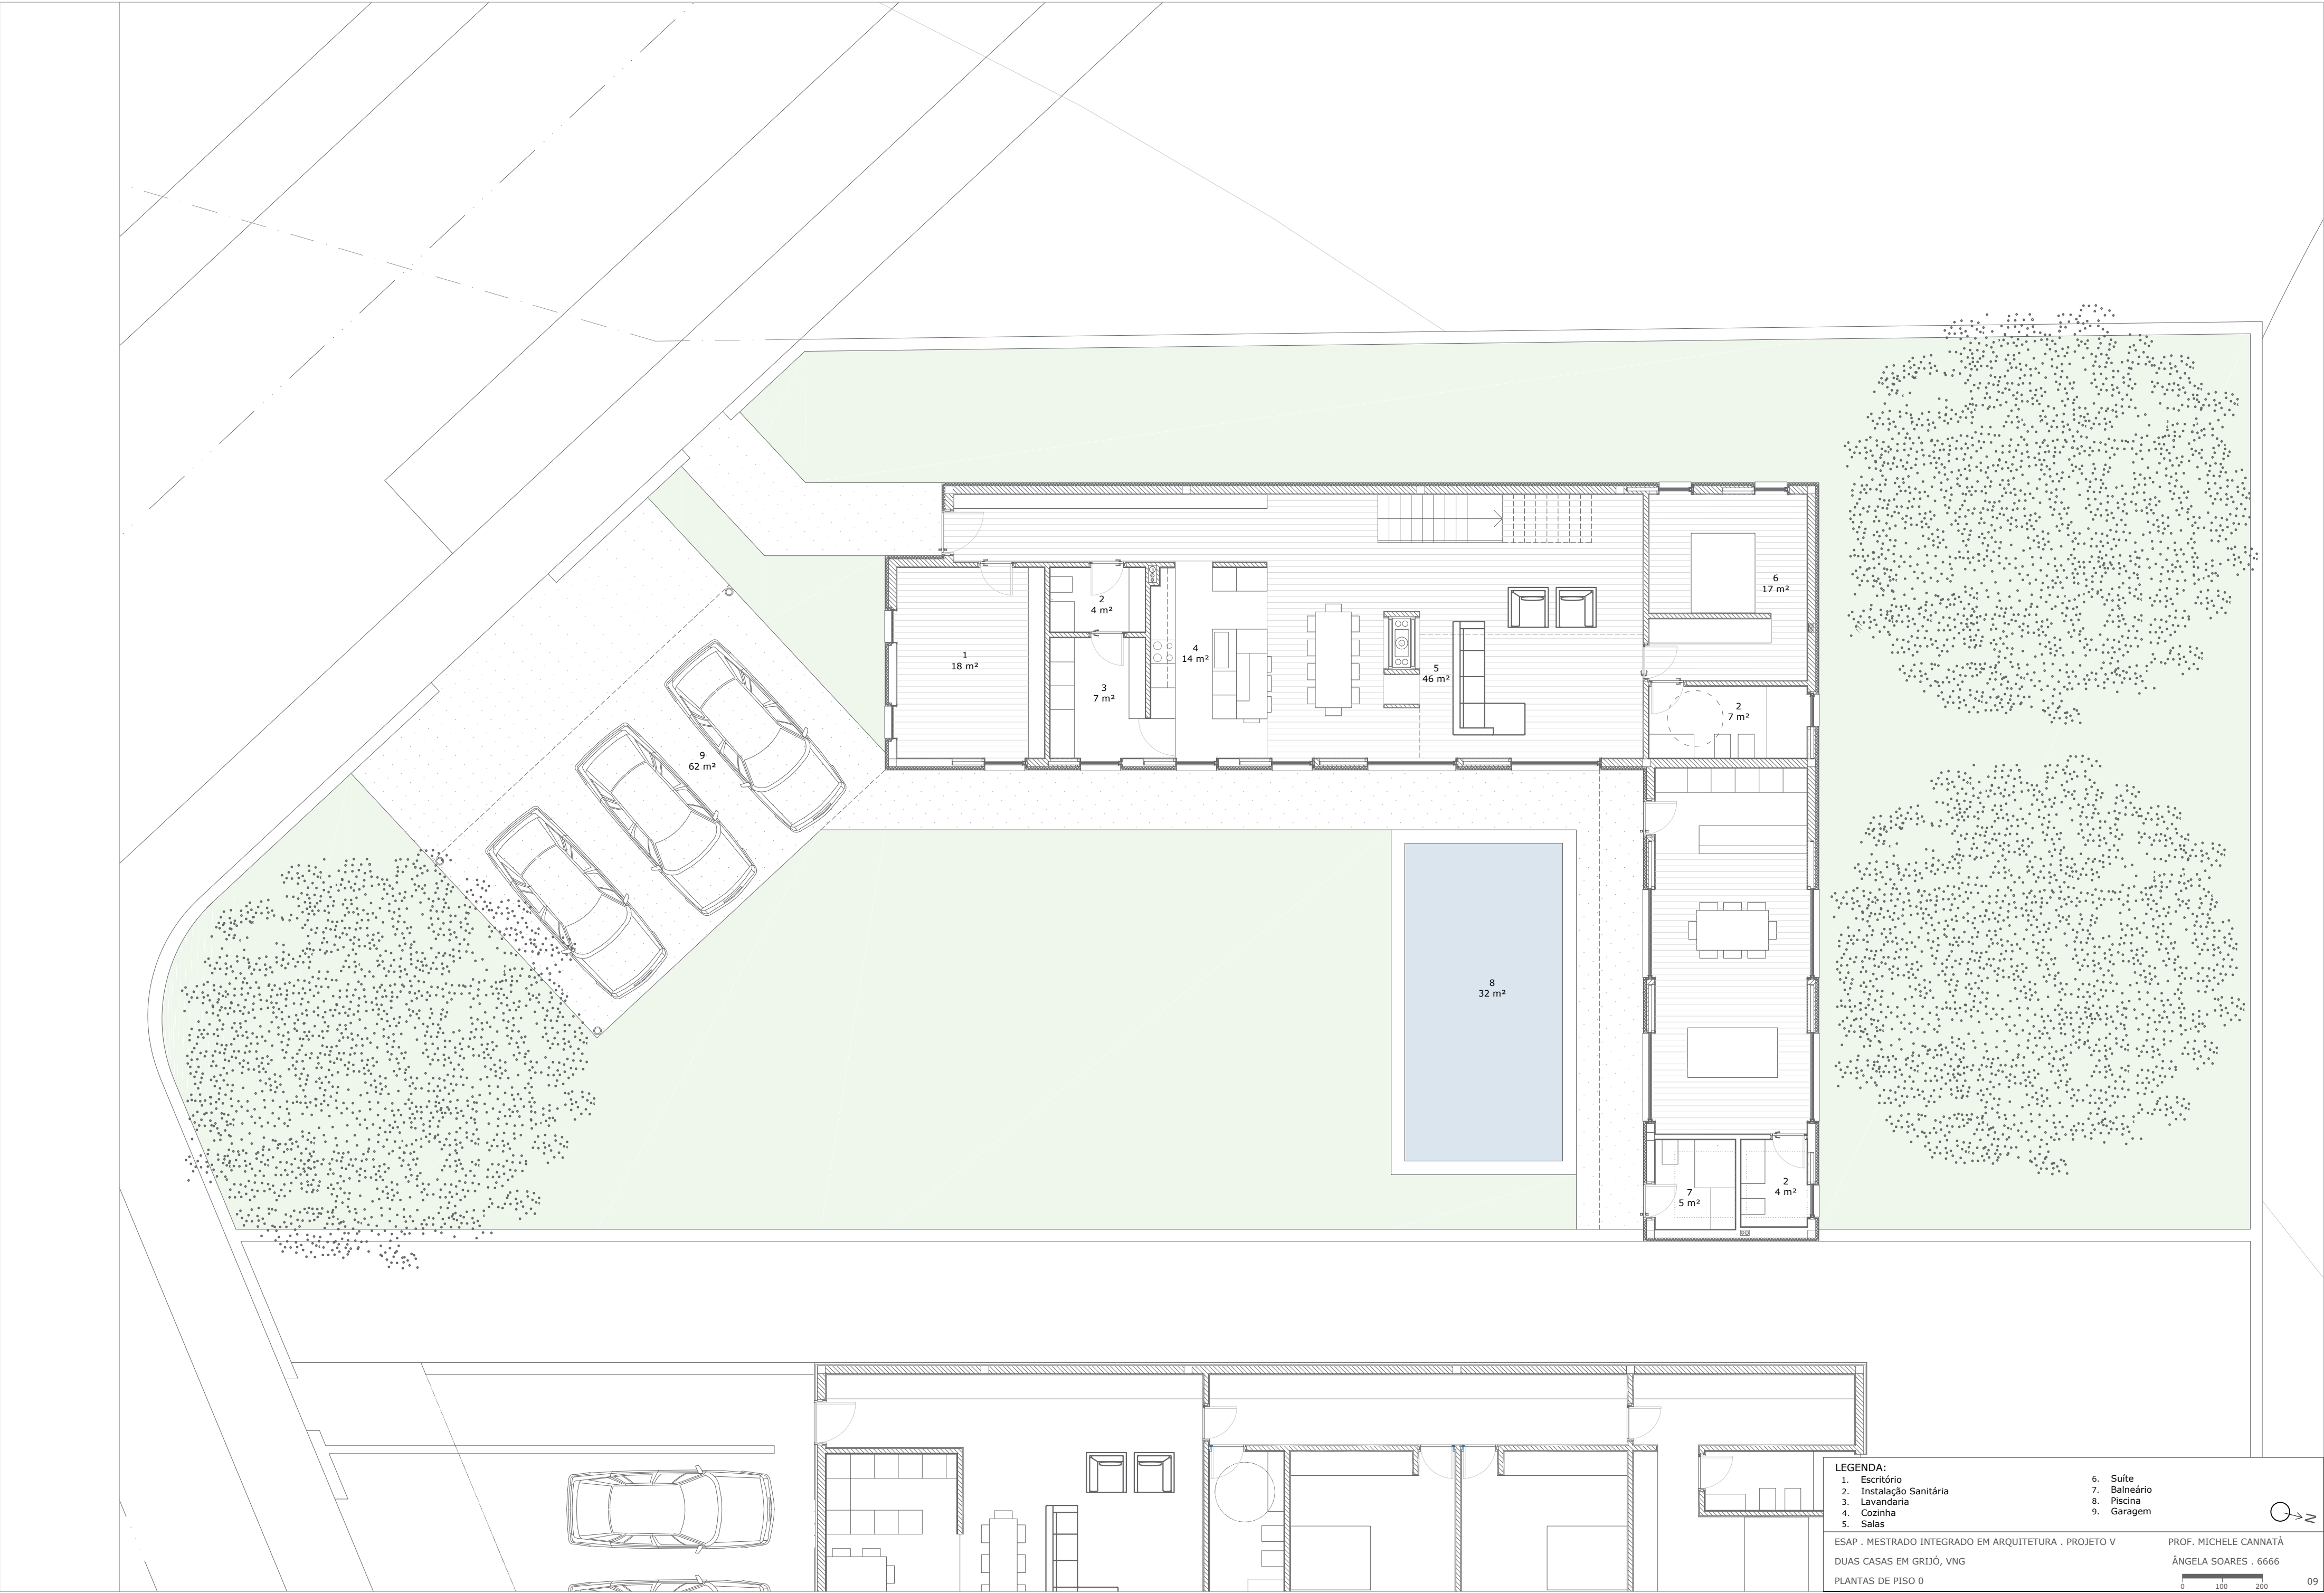 6
17 m²
2
4 m²
1
18 m²
4
14 m²
5
46 m²
3
7 m²
2
7 m²
9
62 m²
8
32 m²
7
5 m²
2
4 m²
LEGENDA:
1. Escritório
2. Instalação Sanitária
3. Lavandaria
4. Cozinha
5. Salas
6. Suíte
7. Balneário
8. Piscina
9. Garagem
N
ESAP . MESTRADO INTEGRADO EM ARQUITETURA . PROJETO V PROF. MICHELE CANNATÀ
DUAS CASAS EM GRIJÓ, VNG ÂNGELA SOARES . 6666
PLANTAS DE PISO 0 0 100 200 09